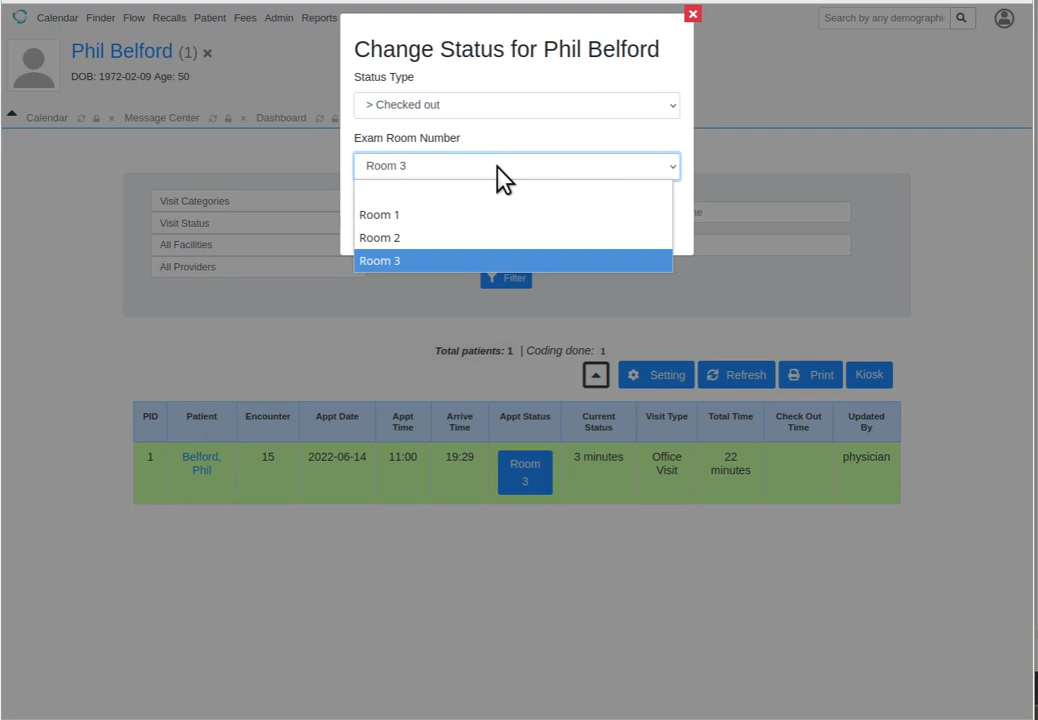 Calendar Finder Flow Recalls Patient Fees Admin Reports
Search by any demographi
Phil Belford (1)
DOB: 1972-02-09 Age: 50
Calendar Message Center Dashboard
Change Status for Phil Belford
Status Type
> Checked out
Exam Room Number
Room 3
Room 1
Room 2
Room 3
Visit Categories
Visit Status
All Facilities
All Providers
Filter
Total patients: 1 | Coding done: 1
Setting Refresh Print Kiosk
PID Patient Encounter Appt Date Appt Time Arrive Time Appt Status Current Status Visit Type Total Time Check Out Time Updated By
1 Belford, Phil 15 2022-06-14 11:00 19:29 Room 3 3 minutes Office Visit 22 minutes physician